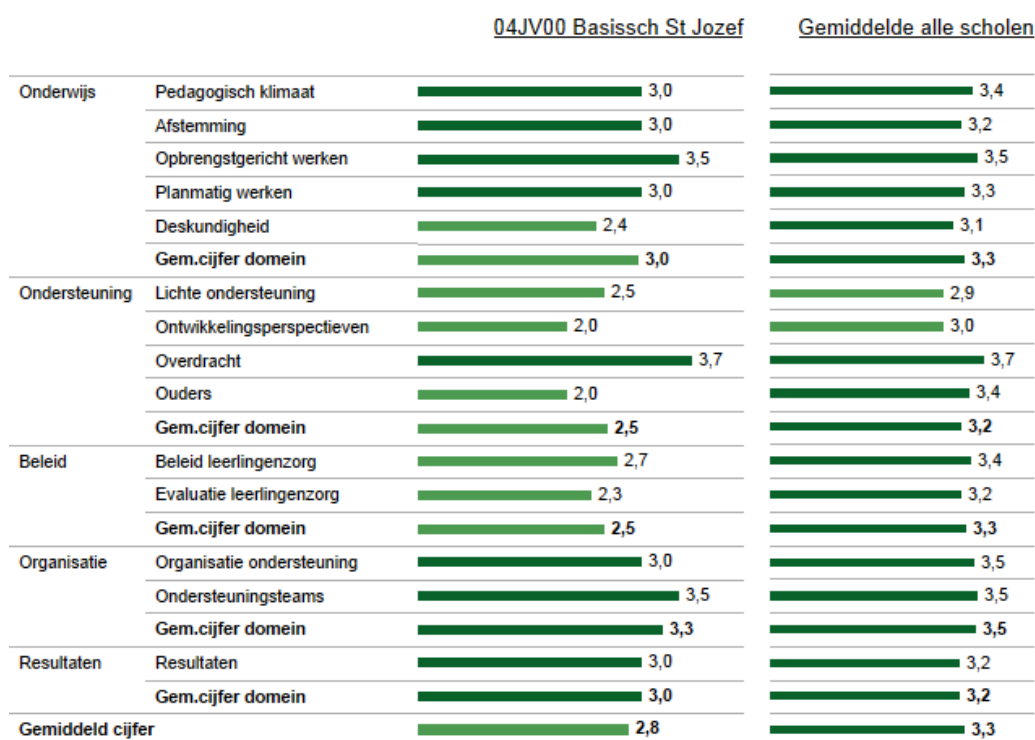 04JV00 Basissch St Jozef Gemiddelde alle scholen
Onderwijs Pedagogisch klimaat 3,0 3,4
Afstemming 3,0 3,2
Opbrengstgericht werken 3,5 3,5
Planmatig werken 3,0 3,3
Deskundigheid 2,4 3,1
Gem.cijfer domein 3,0 3,3
Ondersteuning Lichte ondersteuning 2,5 2,9
Ontwikkelingsperspectieven 2,0 3,0
Overdracht 3,7 3,7
Ouders 2,0 3,4
Gem.cijfer domein 2,5 3,2
Beleid Beleid leerlingenzorg 2,7 3,4
Evaluatie leerlingenzorg 2,3 3,2
Gem.cijfer domein 2,5 3,3
Organisatie Organisatie ondersteuning 3,0 3,5
Ondersteuningsteams 3,5 3,5
Gem.cijfer domein 3,3 3,5
Resultaten Resultaten 3,0 3,2
Gem.cijfer domein 3,0 3,2
Gemiddeld cijfer 2,8 3,3